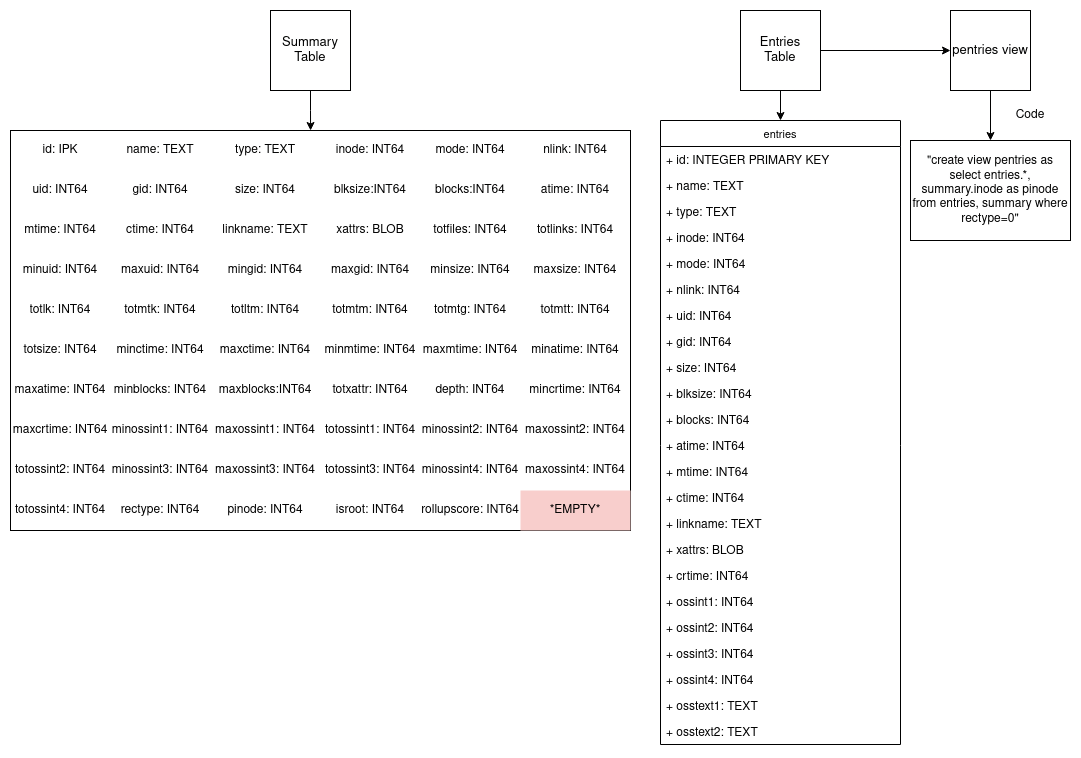 Summary
Table
Entries
Table
pentries view
Code
id: IPK name: TEXT type: TEXT inode: INT64 mode: INT64 nlink: INT64
uid: INT64 gid: INT64 size: INT64 blksize:INT64 blocks:INT64 atime: INT64
mtime: INT64 ctime: INT64 linkname: TEXT xattrs: BLOB totfiles: INT64 totlinks: INT64
minuid: INT64 maxuid: INT64 mingid: INT64 maxgid: INT64 minsize: INT64 maxsize: INT64
totlk: INT64 totmtk: INT64 totltm: INT64 totmtm: INT64 totmtg: INT64 totmtt: INT64
totsize: INT64 minctime: INT64 maxctime: INT64 minmtime: INT64 maxmtime: INT64 minatime: INT64
maxatime: INT64 minblocks: INT64 maxblocks:INT64 totxattr: INT64 depth: INT64 mincrtime: INT64
maxcrtime: INT64 minossint1: INT64 maxossint1: INT64 totossint1: INT64 minossint2: INT64 maxossint2: INT64
totossint2: INT64 minossint3: INT64 maxossint3: INT64 totossint3: INT64 minossint4: INT64 maxossint4: INT64
totossint4: INT64 rectype: INT64 pinode: INT64 isroot: INT64 rollupscore: INT64 *EMPTY*
entries
+ id: INTEGER PRIMARY KEY
+ name: TEXT
+ type: TEXT
+ inode: INT64
+ mode: INT64
+ nlink: INT64
+ uid: INT64
+ gid: INT64
+ size: INT64
+ blksize: INT64
+ blocks: INT64
+ atime: INT64
+ mtime: INT64
+ ctime: INT64
+ linkname: TEXT
+ xattrs: BLOB
+ crtime: INT64
+ ossint1: INT64
+ ossint2: INT64
+ ossint3: INT64
+ ossint4: INT64
+ osstext1: TEXT
+ osstext2: TEXT
"create view pentries as
select entries.*,
summary.inode as pinode
from entries, summary where
rectype=0"